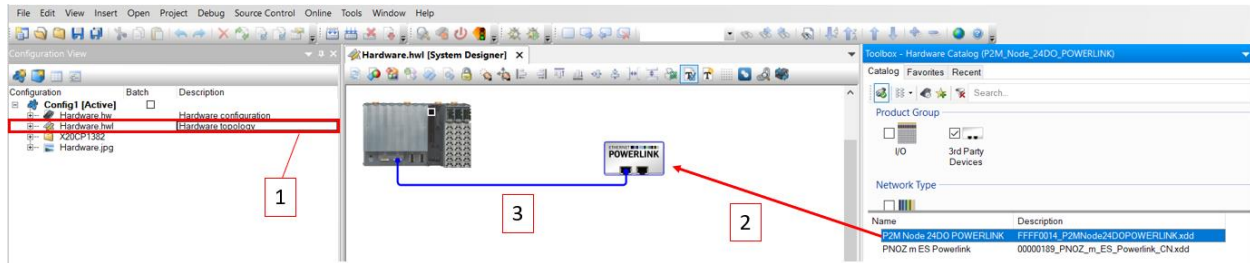 File Edit View Insert Open Project Debug Source Control Online Tools Window Help
Configuration View
Configuration Batch Description
Config1 [Active]
Hardware.hw Hardware configuration
Hardware.hwl Hardware topology
X20CP1382
Hardware.jpg
1
Hardware.hwl [System Designer] X
ETHERNET
POWERLINK
3
2
Toolbox - Hardware Catalog (P2M_Node_24DO_POWERLINK)
Catalog Favorites Recent
Search...
Product Group
I/O
3rd Party
Devices
Network Type
Name Description
P2M Node 24DO POWERLINK FFFF0014_P2MNode24DOPOWERLINK.xdd
PNOZ m ES Powerlink 00000189_PNOZ_m_ES_Powerlink_CN.xdd